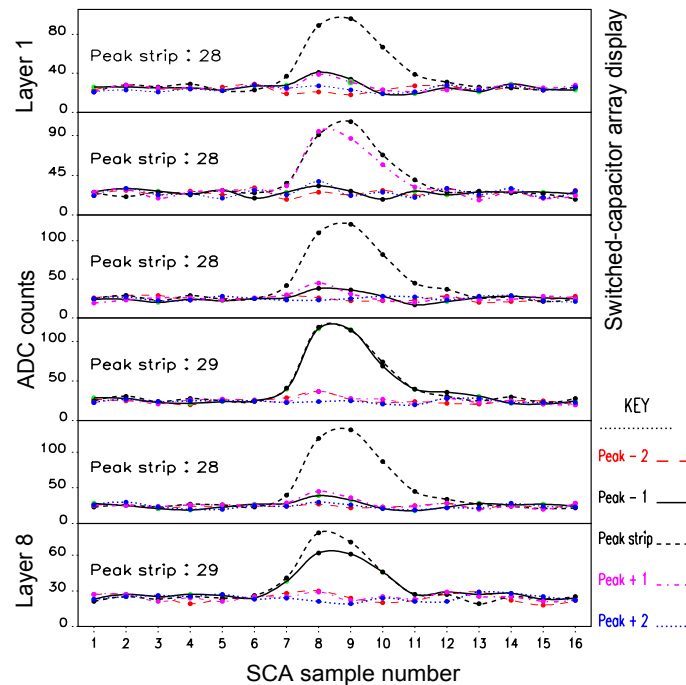 Layer 1
80
40
0
Peak strip : 28
90
45
0
Peak strip : 28
100
50
0
Peak strip : 28
ADC counts
100
50
0
Peak strip : 29
100
50
0
Peak strip : 28
Layer 8
60
30
0
Peak strip : 29
1 2 3 4 5 6 7 8 9 10 11 12 13 14 15 16
SCA sample number
Switched-capacitor array display
KEY
Peak - 2
Peak - 1
Peak strip
Peak + 1
Peak + 2